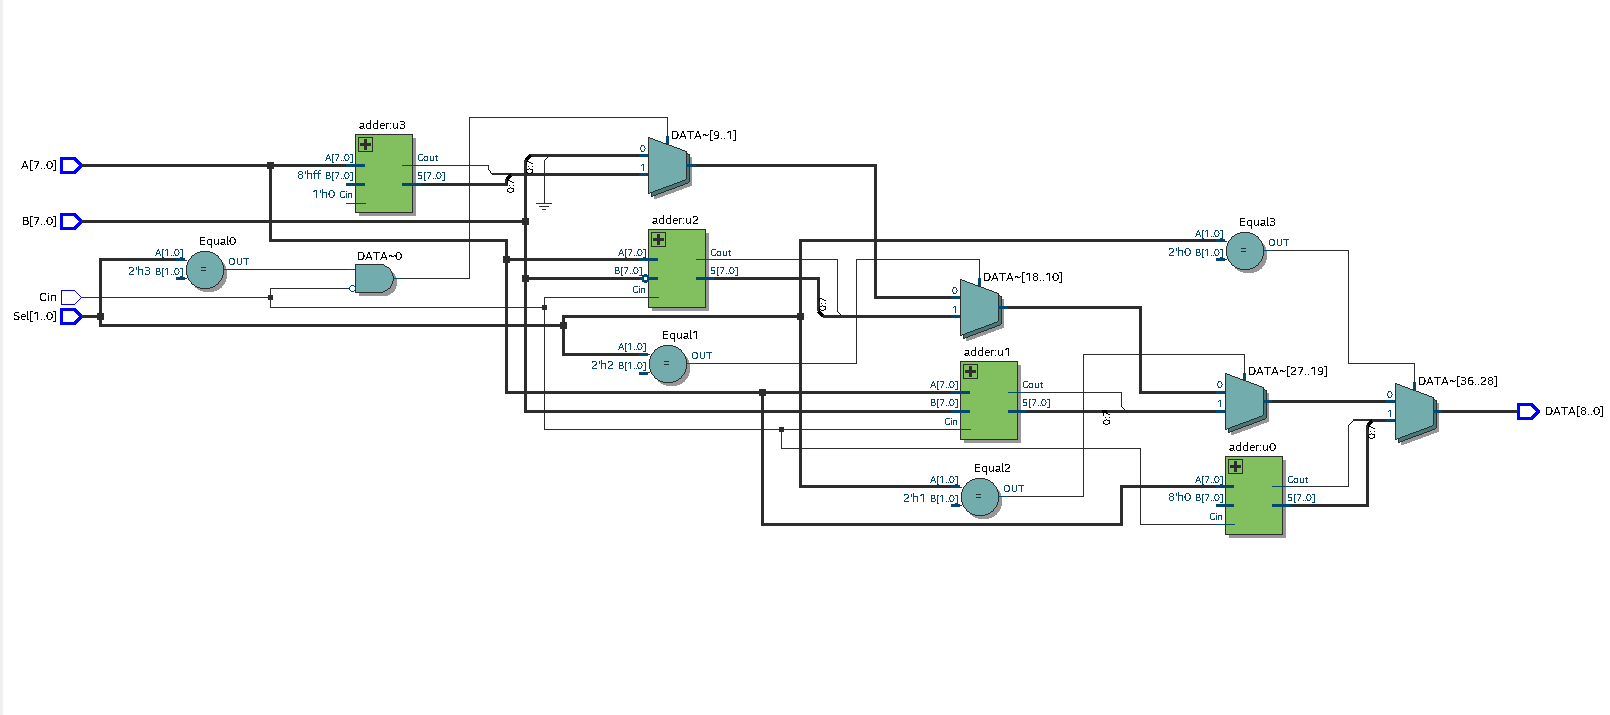 adder:u3
DATA~[9..1]
A[7..0]
A[7..0]
Cout
0
8'hff B[7..0]
S[7..0]
1
1'h0 Cin
0:7
0:7
B[7..0]
adder:u2
Equal3
Equal0
A[1..0]
OUT
2'h0 B[1..0]
A[1..0]
OUT
2'h3 B[1..0]
=
DATA~0
A[7..0]
Cout
B[7..0]
S[7..0]
Cin
=
DATA~[18..10]
0
1
0:7
Cin
Sel[1..0]
Equal1
A[1..0]
OUT
2'h2 B[1..0]
=
adder:u1
A[7..0]
Cout
B[7..0]
S[7..0]
Cin
0:7
DATA~[27..19]
0
1
DATA~[36..28]
0
1
0:7
DATA[8..0]
Equal2
A[1..0]
OUT
2'h1 B[1..0]
=
adder:u0
A[7..0]
Cout
8'h0 B[7..0]
S[7..0]
Cin